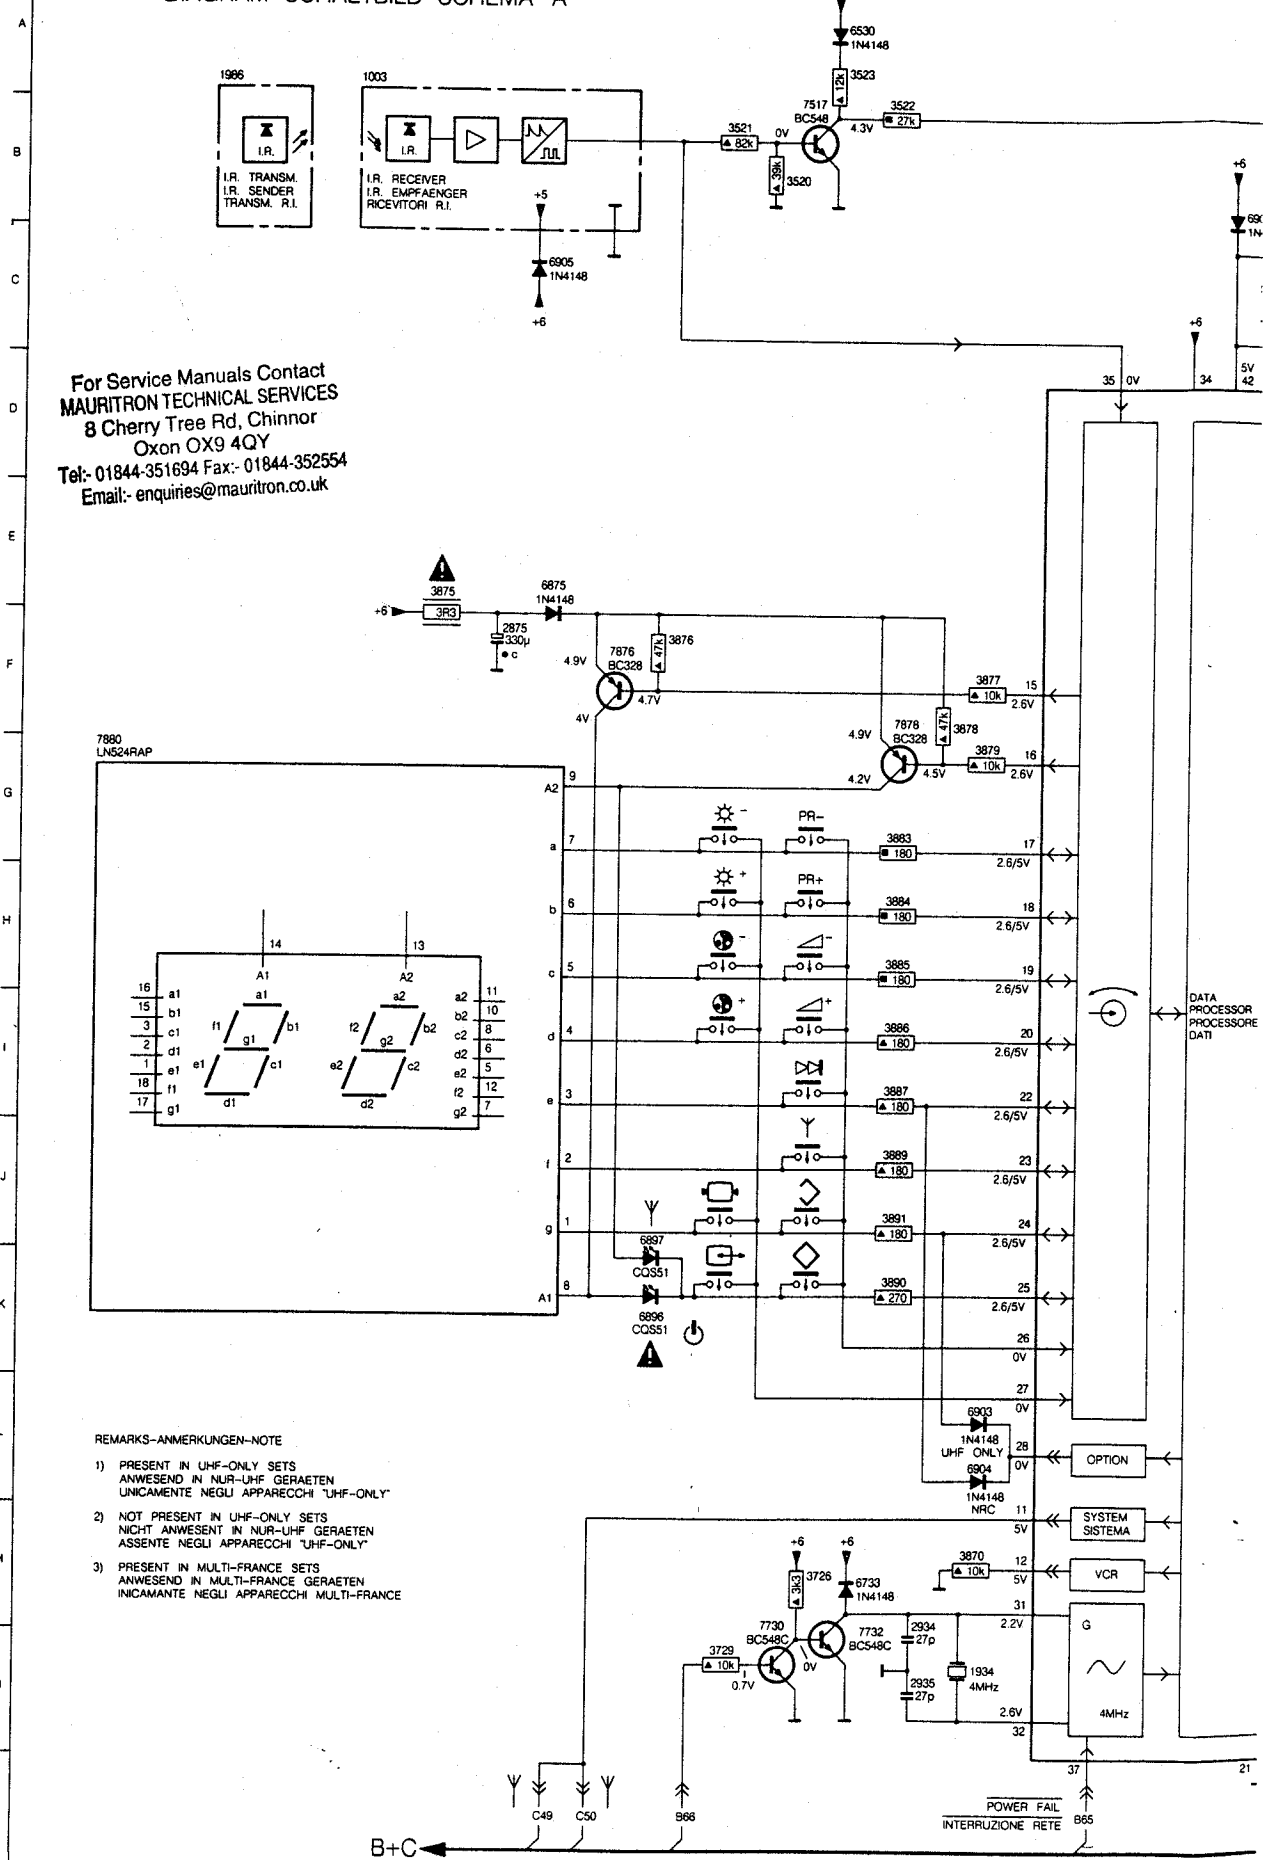 DIAGRAM SCHALTBILD SCHEMA A
A
B
C
D
E
F
G
H
I
J
K
1986
I.R.
I.R. TRANSM.
I.R. SENDER
TRANSM. R.I.
1003
I.R.
I.R. RECEIVER
I.R. EMPFAENGER
RICEVITORI R.I.
+5
6905
1N4148
+6
6530
1N4148
12k
3523
7517
BC548
3522
27k
4.3V
3521
82k
0V
39k
3520
+6
690
1N
+6
5V
42
34
35 0V
For Service Manuals Contact
MAURITRON TECHNICAL SERVICES
8 Cherry Tree Rd, Chinnor
Oxon OX9 4QY
Tel:- 01844-351694 Fax:- 01844-352554
Email:- enquiries@mauritron.co.uk
+6
3875
3R3
6875
1N4148
2875
330µ
c
47k
3876
7876
BC328
4.9V
4.7V
4V
3877
10k
15
2.6V
7878
BC328
4.9V
4.2V
4.5V
47k
3878
3879
10k
16
2.6V
7880
LN524RAP
A2 9
a 7
b 6
c 5
d 4
e 3
f 2
g 1
A1 8
14
13
A1
A2
16 a1
15 b1
3 c1
2 d1
1 e1
18 f1
17 g1
a1
f1
b1
g1
e1
c1
d1
a2
f2
b2
g2
e2
c2
d2
a2 11
b2 10
c2 8
d2 6
e2 5
f2 12
g2 7
-
PR-
3883
180
17
2.6/5V
+
PR+
3884
180
18
2.6/5V
-
-
3885
180
19
2.6/5V
+
+
3886
180
20
2.6/5V
3887
180
22
2.6/5V
3889
180
23
2.6/5V
3891
180
24
2.6/5V
6897
CQS51
3890
270
25
2.6/5V
6896
CQS51
26
0V
27
0V
DATA
PROCESSOR
PROCESSORE
DATI
6903
1N4148
UHF ONLY
28
0V
OPTION
6904
1N4148
NRC
11
5V
SYSTEM
SISTEMA
3870
10k
12
5V
VCR
REMARKS-ANMERKUNGEN-NOTE
1) PRESENT IN UHF-ONLY SETS
ANWESEND IN NUR-UHF GERAETEN
UNICAMENTE NEGLI APPARECCHI "UHF-ONLY"
2) NOT PRESENT IN UHF-ONLY SETS
NICHT ANWESENT IN NUR-UHF GERAETEN
ASSENTE NEGLI APPARECCHI "UHF-ONLY"
3) PRESENT IN MULTI-FRANCE SETS
ANWESEND IN MULTI-FRANCE GERAETEN
INICAMANTE NEGLI APPARECCHI MULTI-FRANCE
+6
+6
3k3
3726
6733
1N4148
7730
BC548C
7732
BC548C
3729
10k
0.7V
0V
2934
27p
2935
27p
1934
4MHz
31
2.2V
2.6V
32
G
4MHz
37
21
POWER FAIL
INTERRUZIONE RETE
B65
C49
C50
B66
B+C